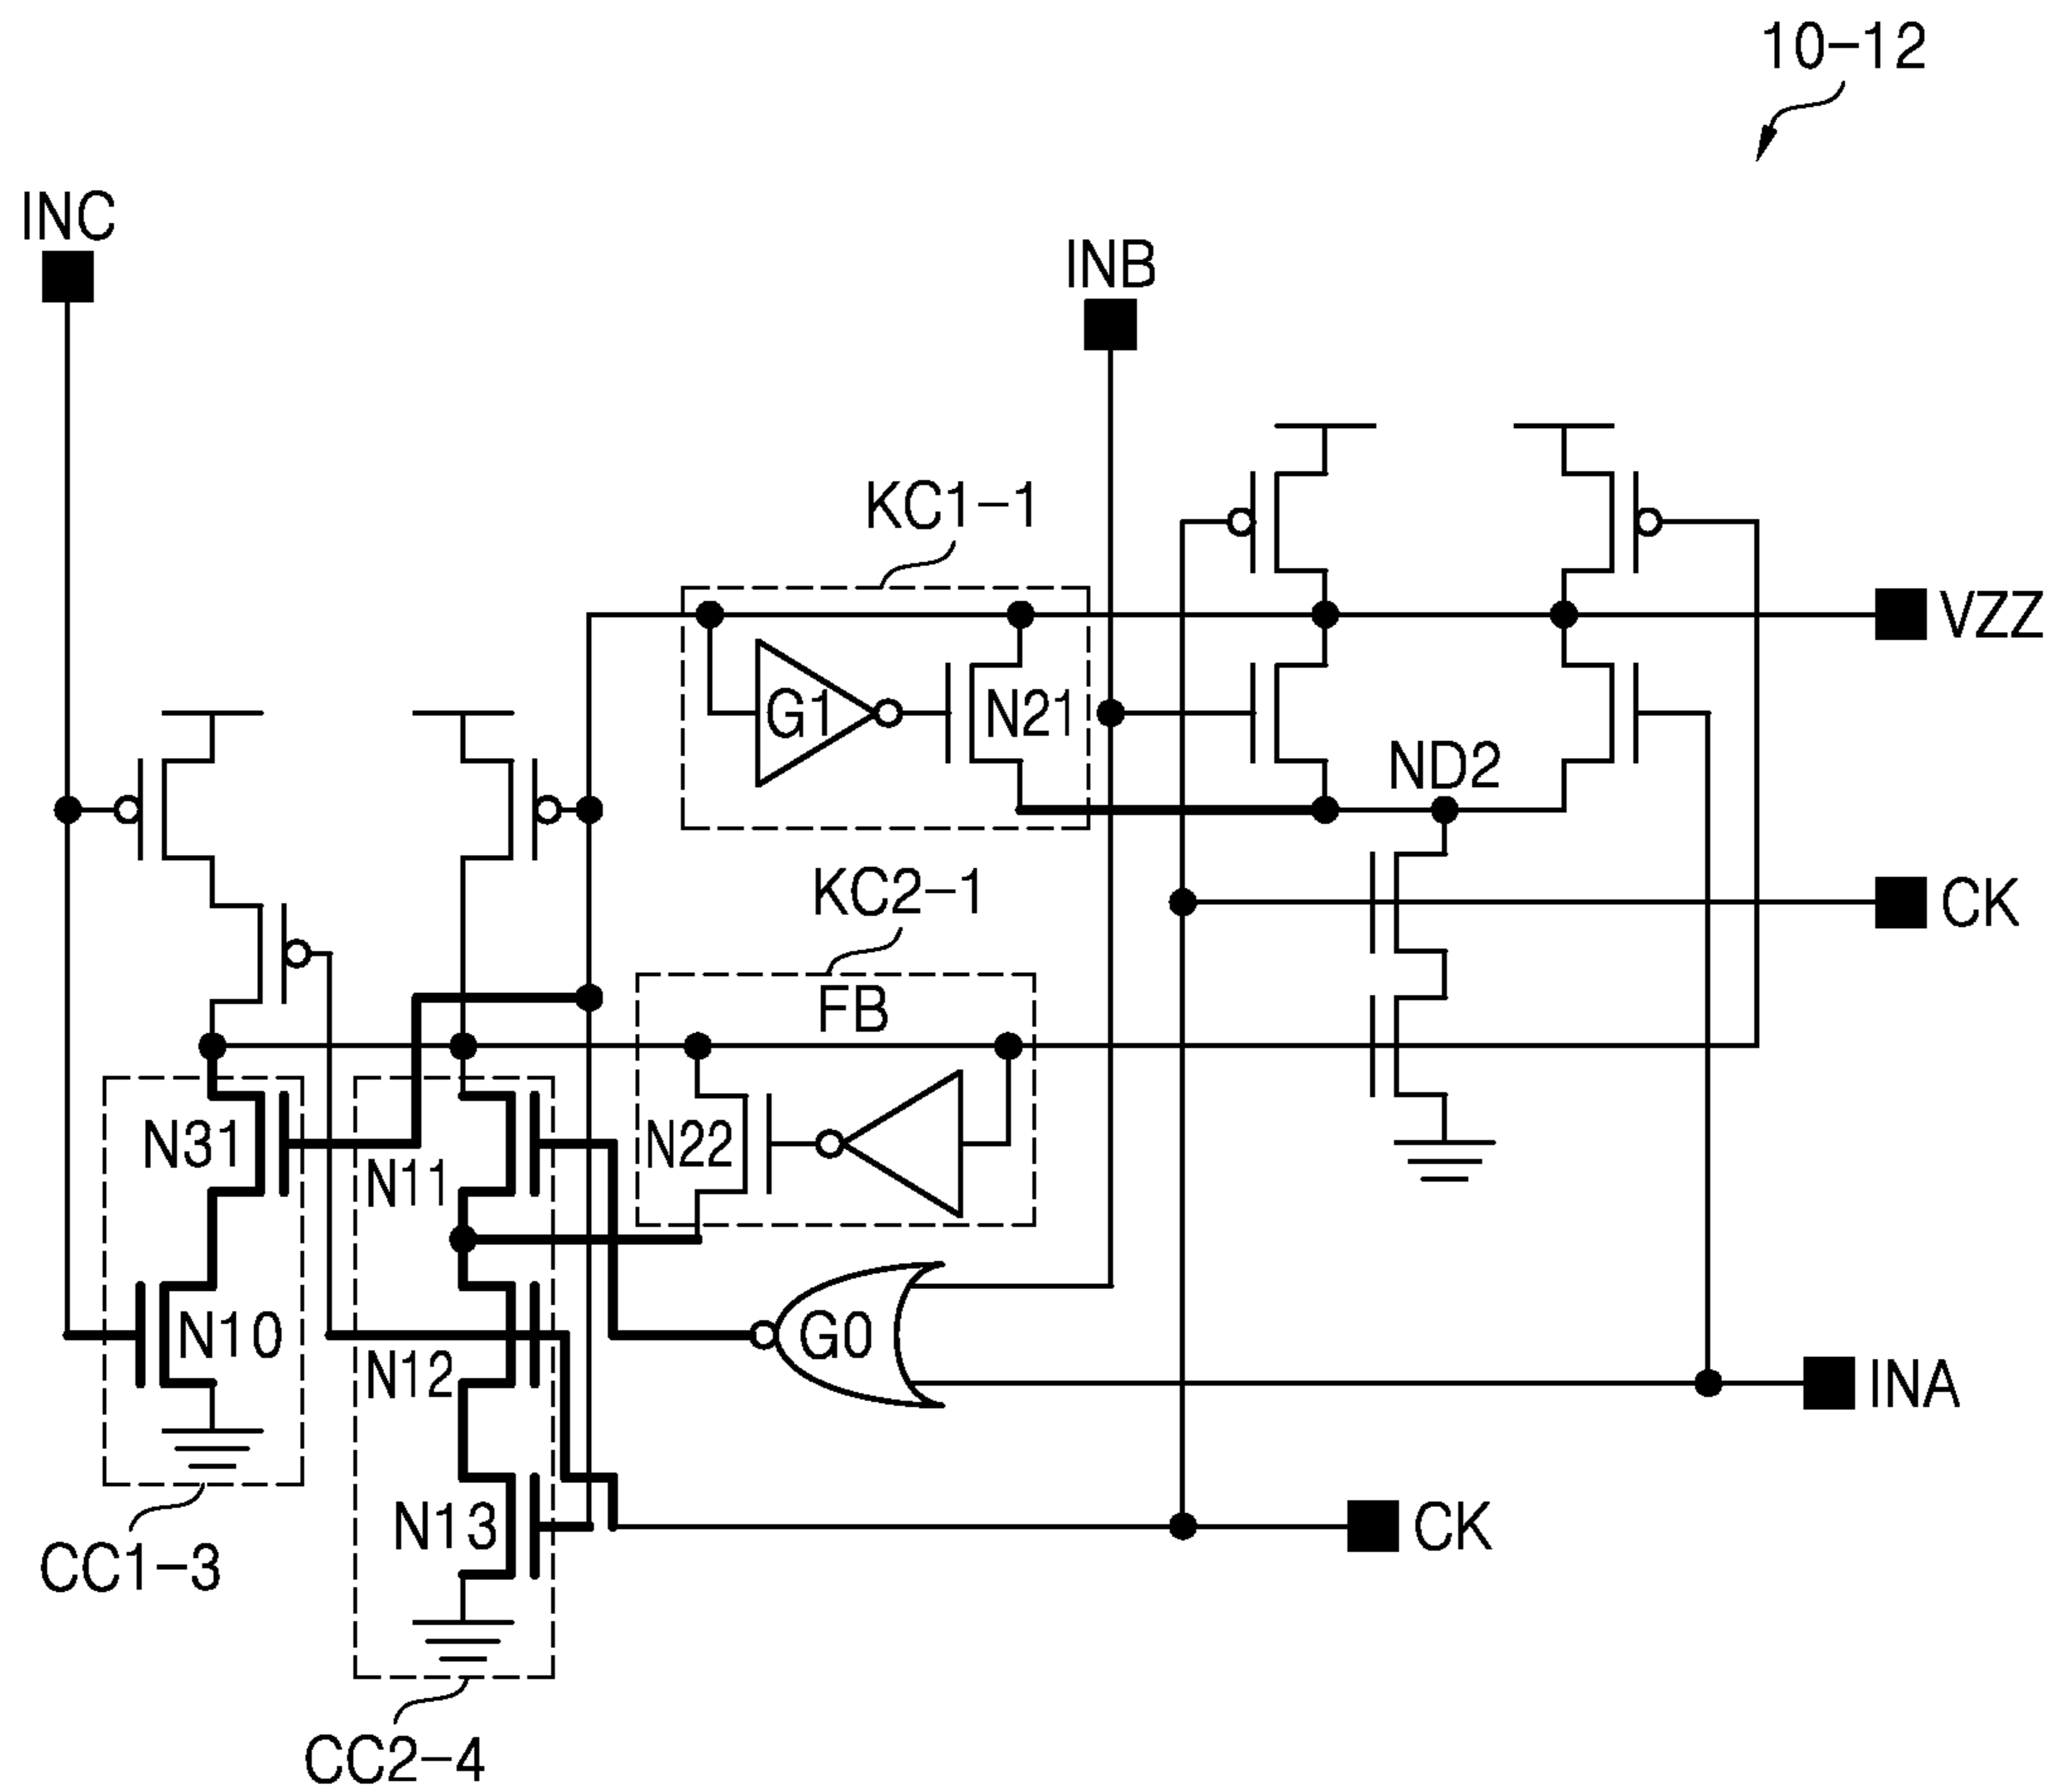 10-12
INC
INB
KC1-1
VZZ
G1
N21
ND2
KC2-1
CK
FB
N31
N11
N22
N10
N12
G0
INA
N13
CK
CC1-3
CC2-4